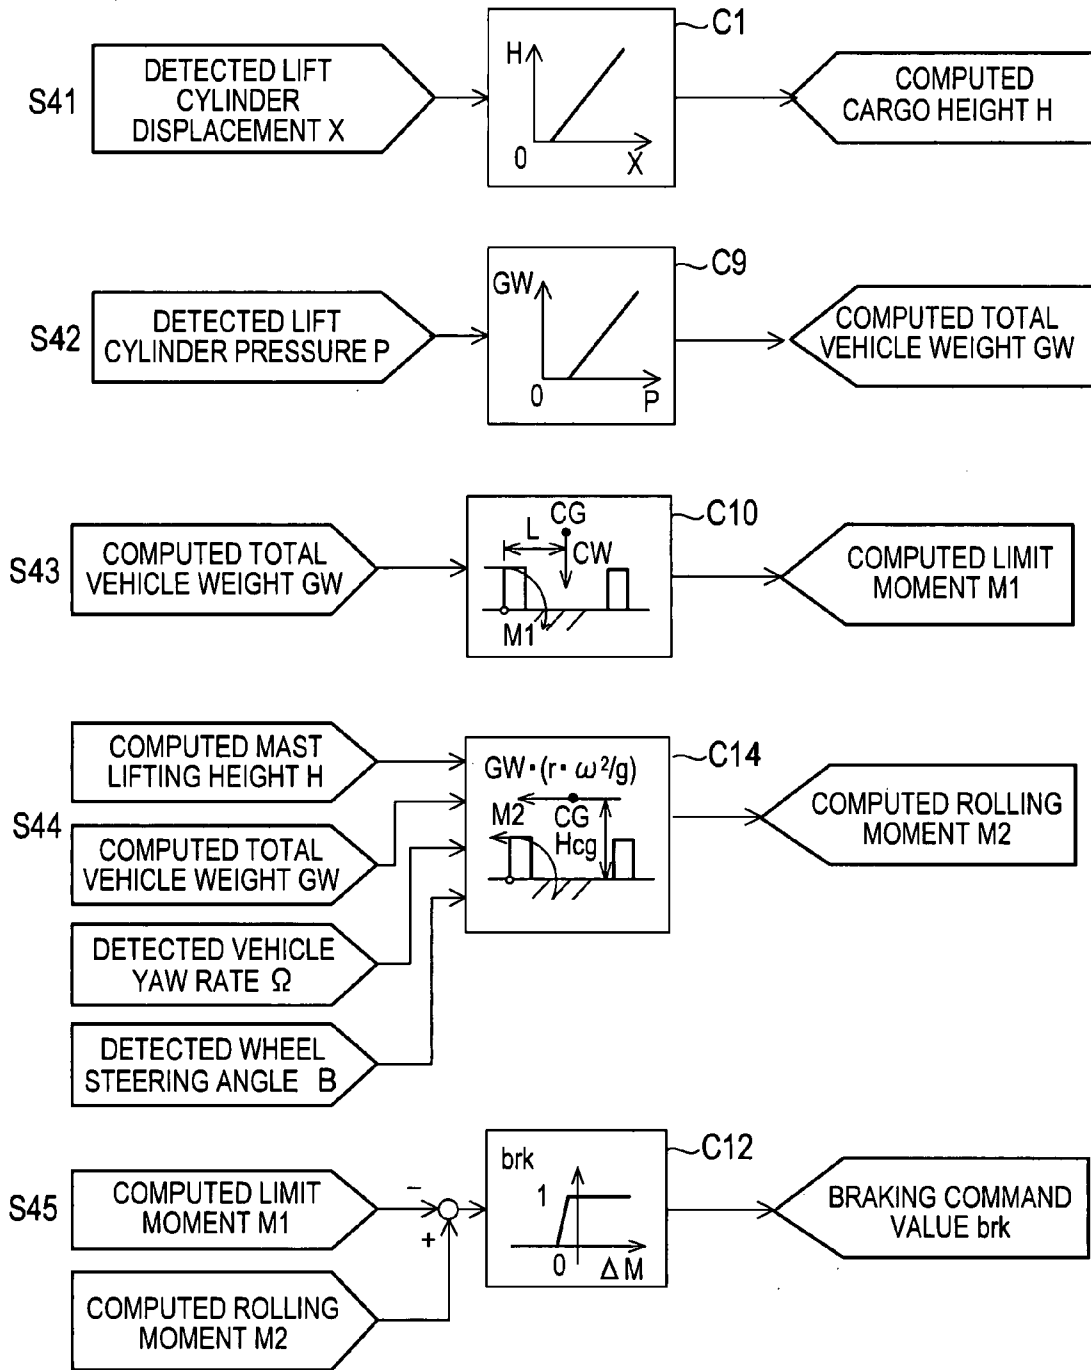 S41
DETECTED LIFT
CYLINDER
DISPLACEMENT X
H
0
X
C1
COMPUTED
CARGO HEIGHT H
S42
DETECTED LIFT
CYLINDER PRESSURE P
GW
0
P
C9
COMPUTED TOTAL
VEHICLE WEIGHT GW
S43
COMPUTED TOTAL
VEHICLE WEIGHT GW
CG
L
CW
M1
C10
COMPUTED LIMIT
MOMENT M1
S44
COMPUTED MAST
LIFTING HEIGHT H
COMPUTED TOTAL
VEHICLE WEIGHT GW
DETECTED VEHICLE
YAW RATE Ω
DETECTED WHEEL
STEERING ANGLE B
GW·(r·ω²/g)
M2
CG
Hcg
C14
COMPUTED ROLLING
MOMENT M2
S45
COMPUTED LIMIT
MOMENT M1
COMPUTED ROLLING
MOMENT M2
−
+
brk
1
0
ΔM
C12
BRAKING COMMAND
VALUE brk